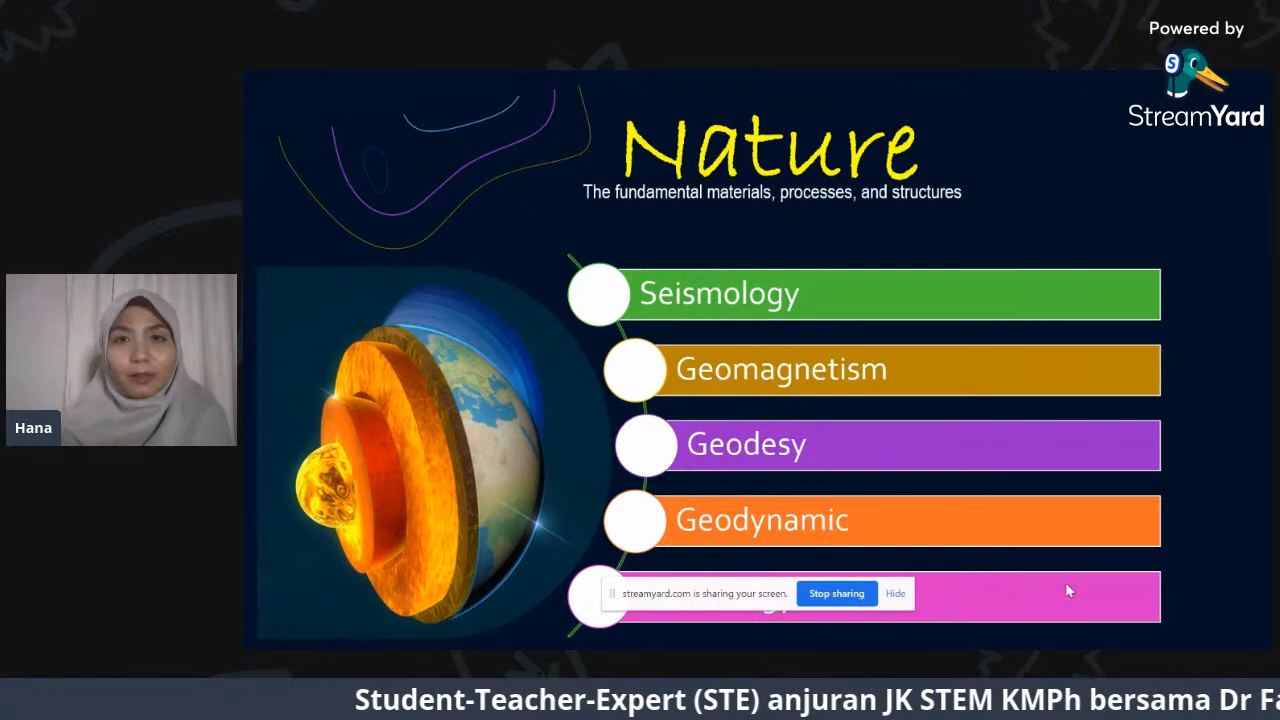 Powered by
StreamYard
Nature
The fundamental materials, processes, and structures
Seismology
Geomagnetism
Geodesy
Geodynamic
streamyard.com is sharing your screen.
Stop sharing
Hide
Hana
Student-Teacher-Expert (STE) anjuran JK STEM KMPh bersama Dr Fa